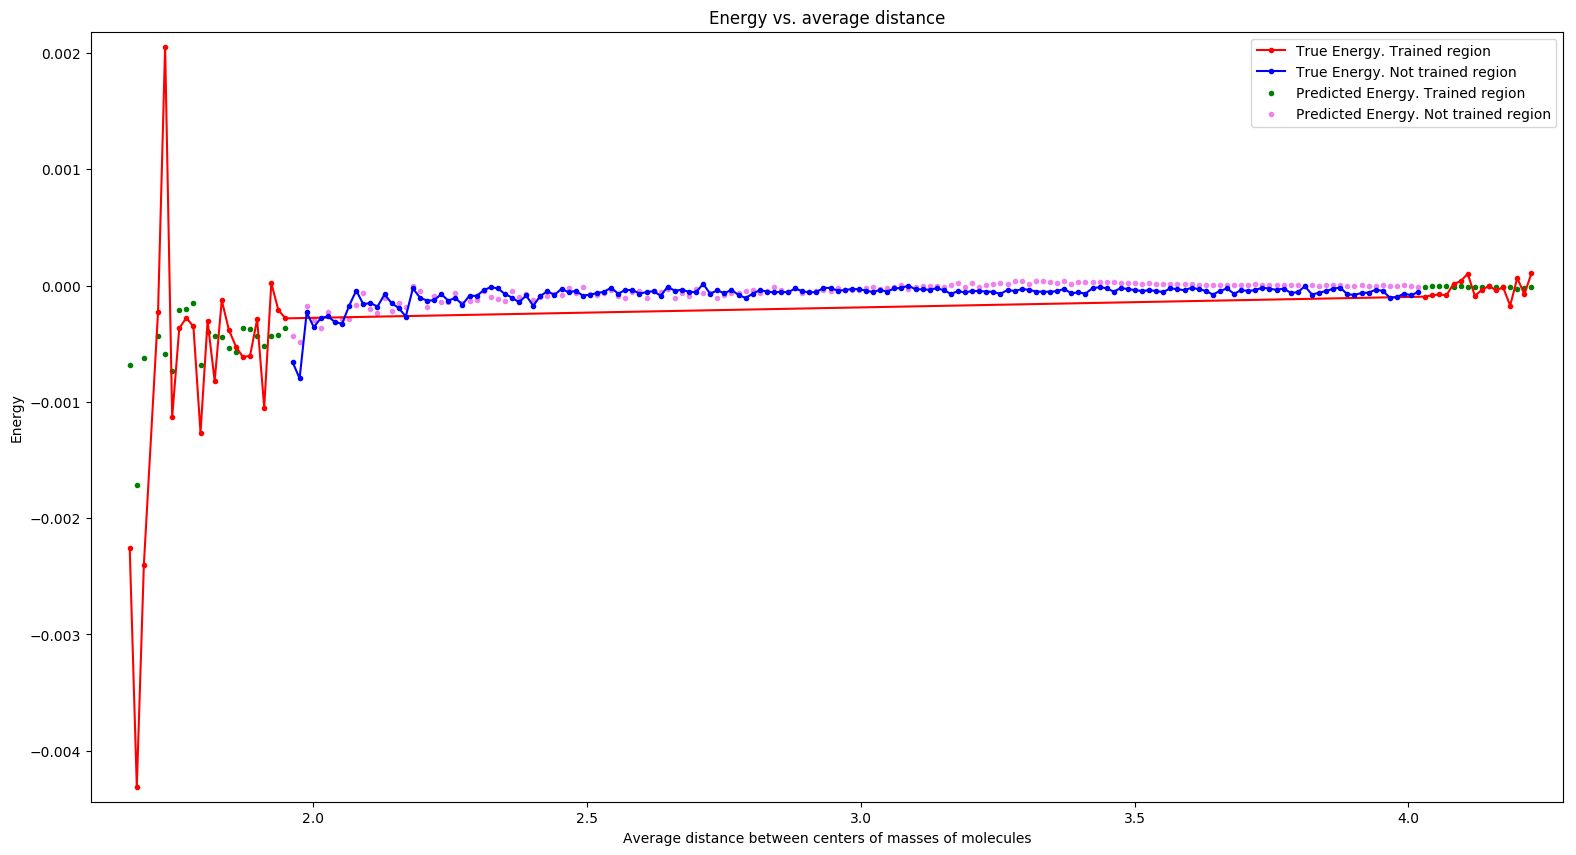 Energy vs. average distance
True Energy. Trained region
True Energy. Not trained region
Predicted Energy. Trained region
Predicted Energy. Not trained region
Energy
0.002
0.001
0.000
−0.001
−0.002
−0.003
−0.004
2.0 2.5 3.0 3.5 4.0
Average distance between centers of masses of molecules